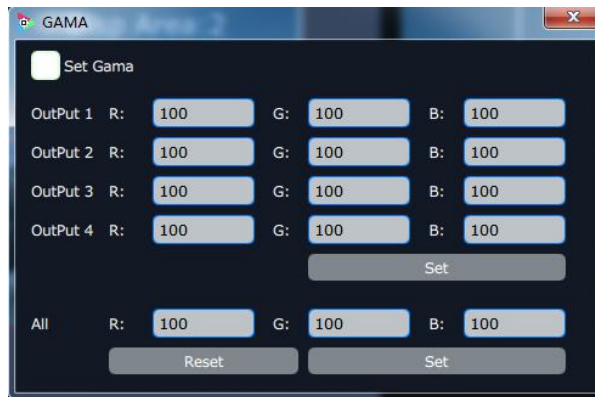 GAMA
Set Gama
OutPut 1 R: 100 G: 100 B: 100
OutPut 2 R: 100 G: 100 B: 100
OutPut 3 R: 100 G: 100 B: 100
OutPut 4 R: 100 G: 100 B: 100
Set
All R: 100 G: 100 B: 100
Reset Set